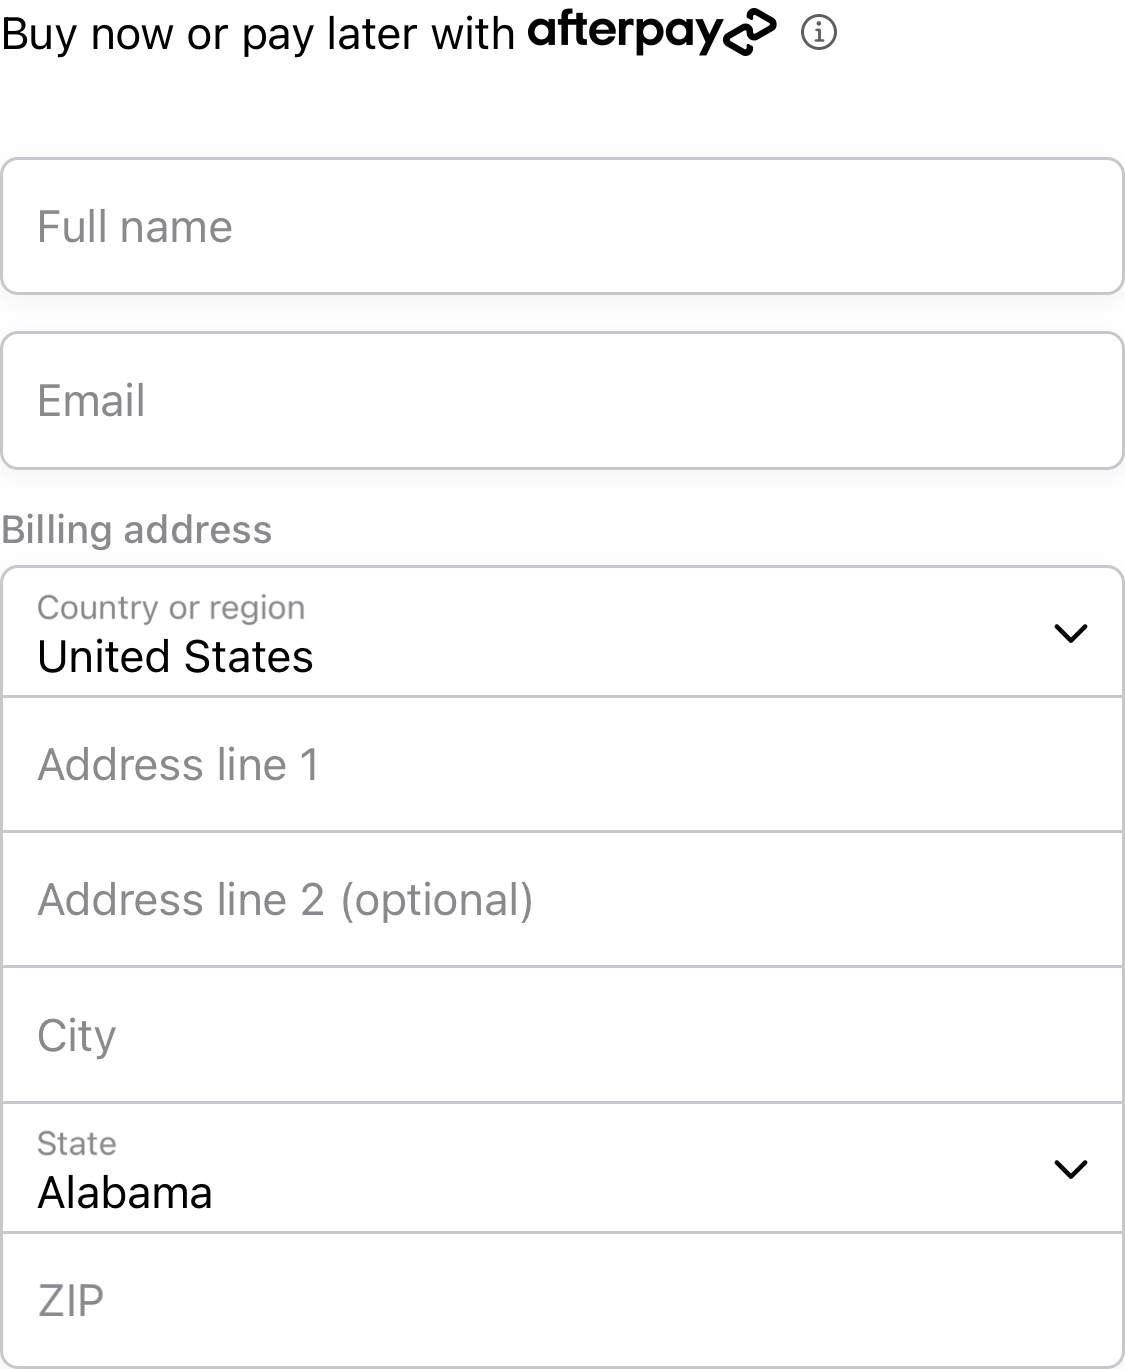 Buy now or pay later with afterpay
Full name
Email
Billing address
Country or region
United States
Address line 1
Address line 2 (optional)
City
State
Alabama
ZIP